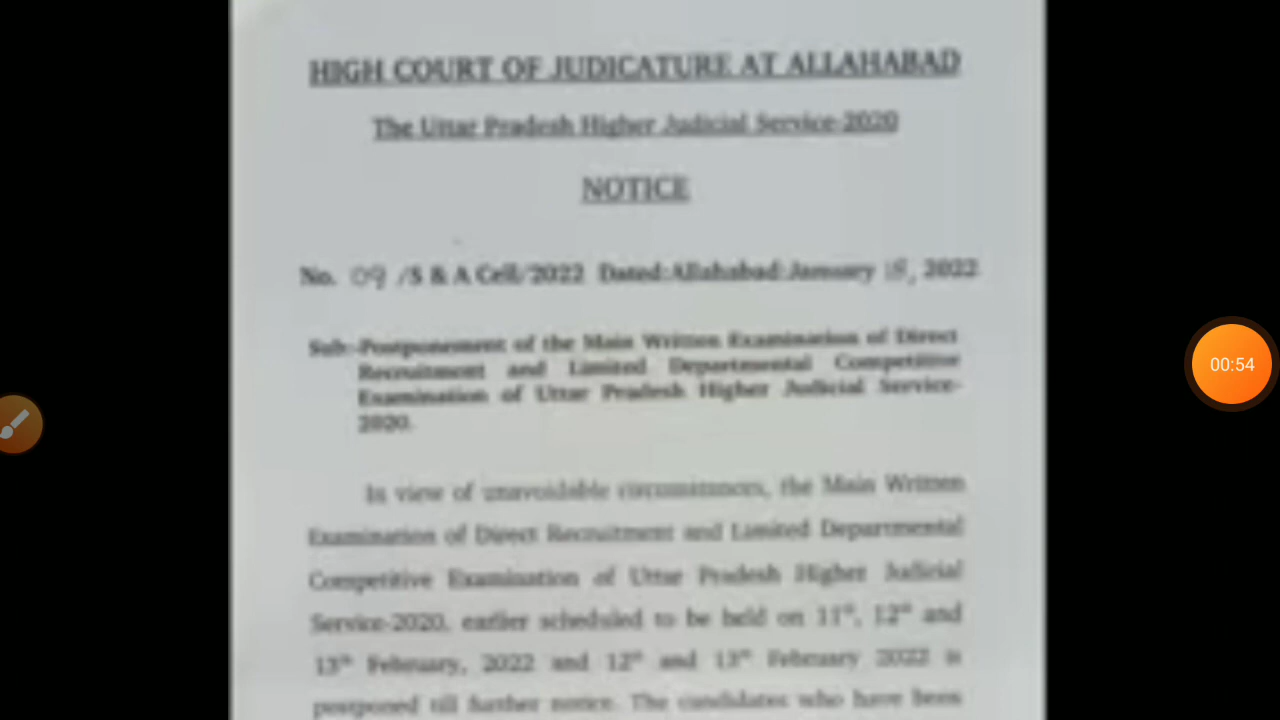 HIGH COURT OF JUDICATURE AT ALLAHABAD
The Uttar Pradesh Higher Judicial Service-2020
NOTICE
No. 09 /S & A Cell/2022 Dated:Allahabad:January 18, 2022
Sub:-Postponement of the Main Written Examination of Direct
Recruitment and Limited Departmental Competitive
Examination of Uttar Pradesh Higher Judicial Service-
2020.
In view of unavoidable circumstances, the Main Written
Examination of Direct Recruitment and Limited Departmental
Competitive Examination of Uttar Pradesh Higher Judicial
Service-2020, earlier scheduled to be held on 11th, 12th and
13th February, 2022 and 12th and 13th February 2022 is
postponed till further notice. The candidates who have been
00:54